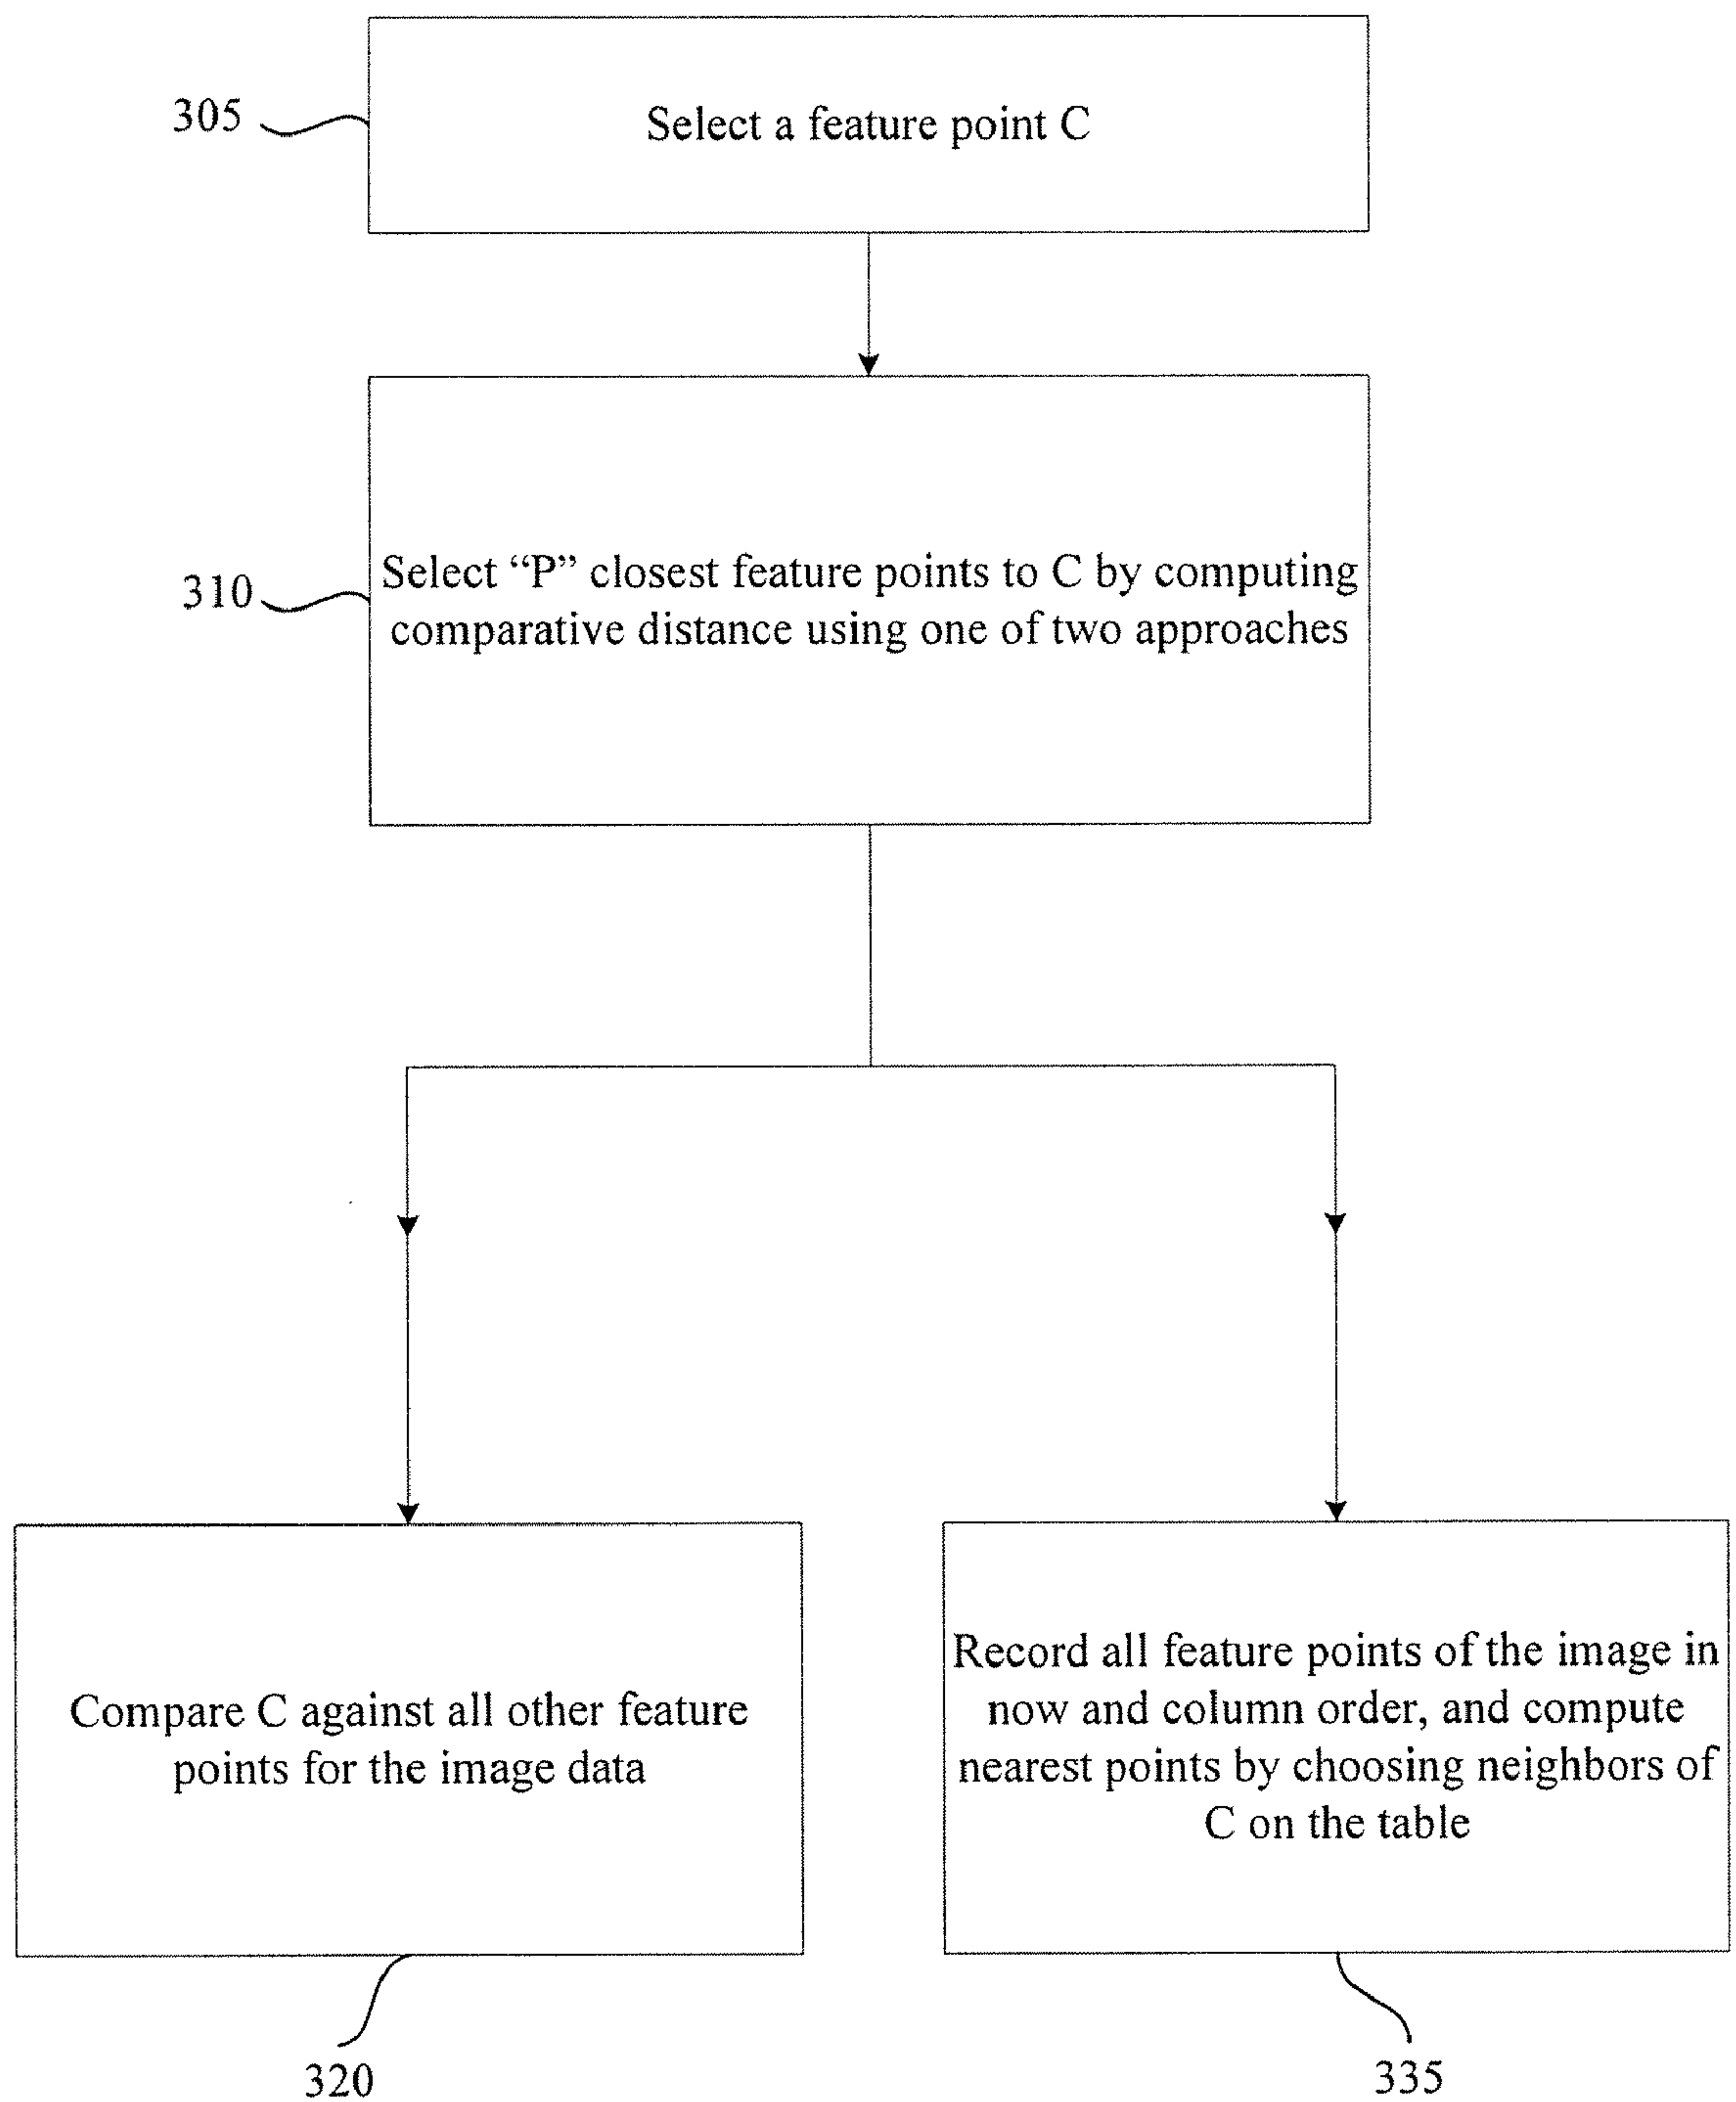 305
Select a feature point C
310
Select “P” closest feature points to C by computing
comparative distance using one of two approaches
Compare C against all other feature
points for the image data
Record all feature points of the image in
now and column order, and compute
nearest points by choosing neighbors of
C on the table
320
335